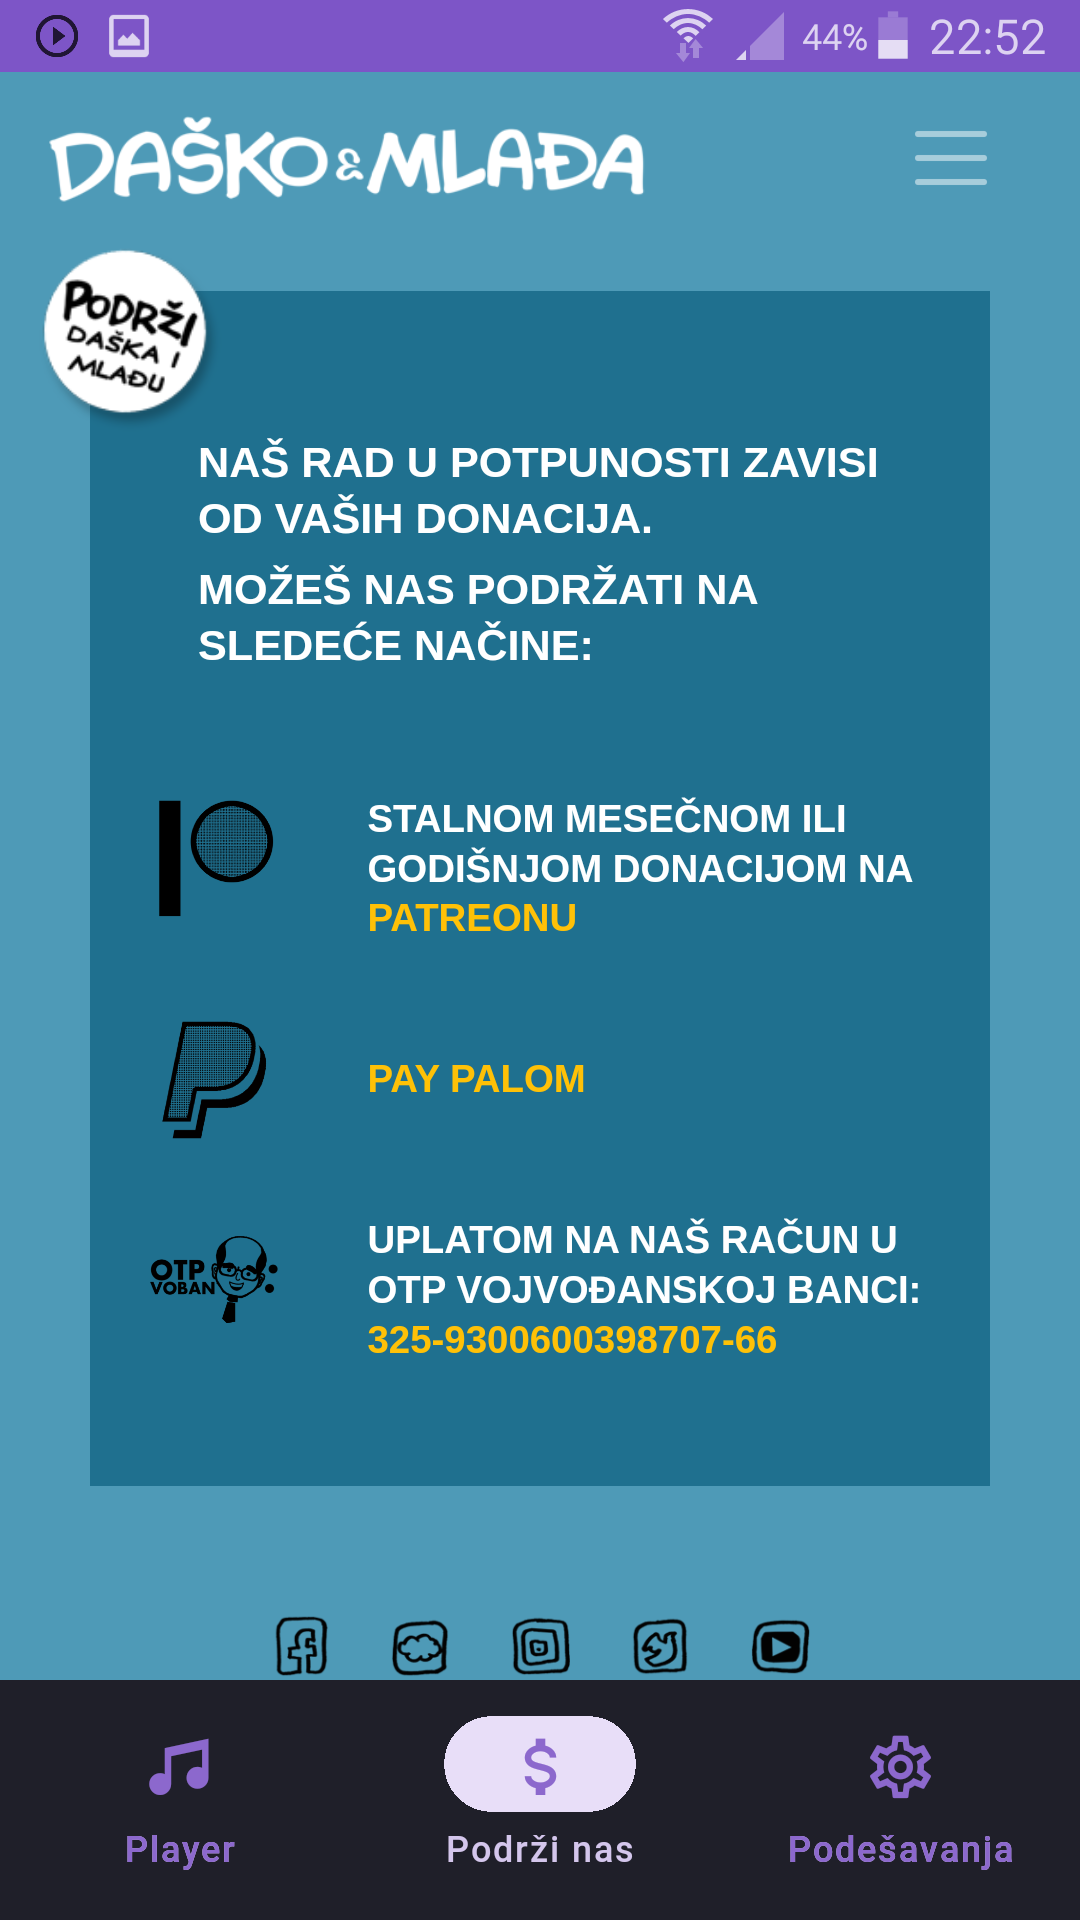 44% 22:52
DAŠKO & MLAĐA
PODRŽI
DAŠKA I
MLAĐU
NAŠ RAD U POTPUNOSTI ZAVISI
OD VAŠIH DONACIJA.
MOŽEŠ NAS PODRŽATI NA
SLEDEĆE NAČINE:
STALNOM MESEČNOM ILI
GODIŠNJOM DONACIJOM NA
PATREONU
PAY PALOM
OTP
VOBAN
UPLATOM NA NAŠ RAČUN U
OTP VOJVOĐANSKOJ BANCI:
325-9300600398707-66
Player
Podrži nas
Podešavanja